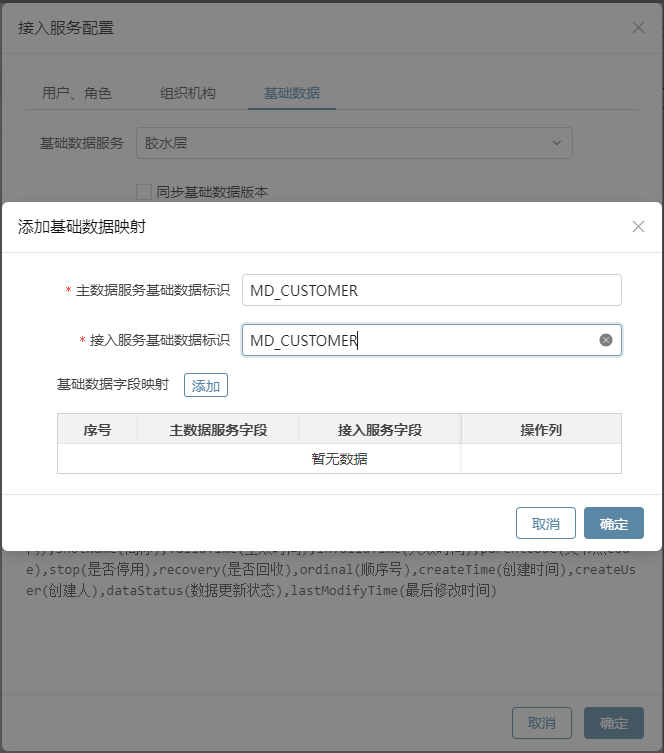 接入服务配置
用户、角色 组织机构 基础数据
基础数据服务 胶水层
同步基础数据版本
添加基础数据映射
* 主数据服务基础数据标识 MD_CUSTOMER
* 接入服务基础数据标识 MD_CUSTOMER
基础数据字段映射 添加
序号 主数据服务字段 接入服务字段 操作列
暂无数据
取消 确定
e),stop(是否停用),recovery(是否回收),ordinal(顺序号),createTime(创建时间),createUs
er(创建人),dataStatus(数据更新状态),lastModifyTime(最后修改时间)
取消 确定